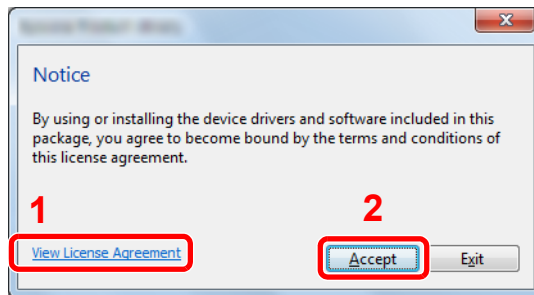 Notice
By using or installing the device drivers and software included in this
package, you agree to become bound by the terms and conditions of
this license agreement.
1
2
View License Agreement
Accept
Exit